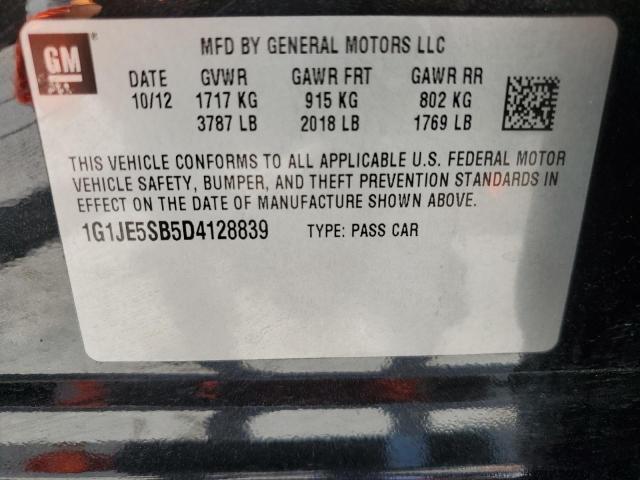 GM
MFD BY GENERAL MOTORS LLC
DATE GVWR GAWR FRT GAWR RR
10/12 1717 KG 915 KG 802 KG
3787 LB 2018 LB 1769 LB
THIS VEHICLE CONFORMS TO ALL APPLICABLE U.S. FEDERAL MOTOR
VEHICLE SAFETY, BUMPER, AND THEFT PREVENTION STANDARDS IN
EFFECT ON THE DATE OF MANUFACTURE SHOWN ABOVE.
1G1JE5SB5D4128839 TYPE: PASS CAR